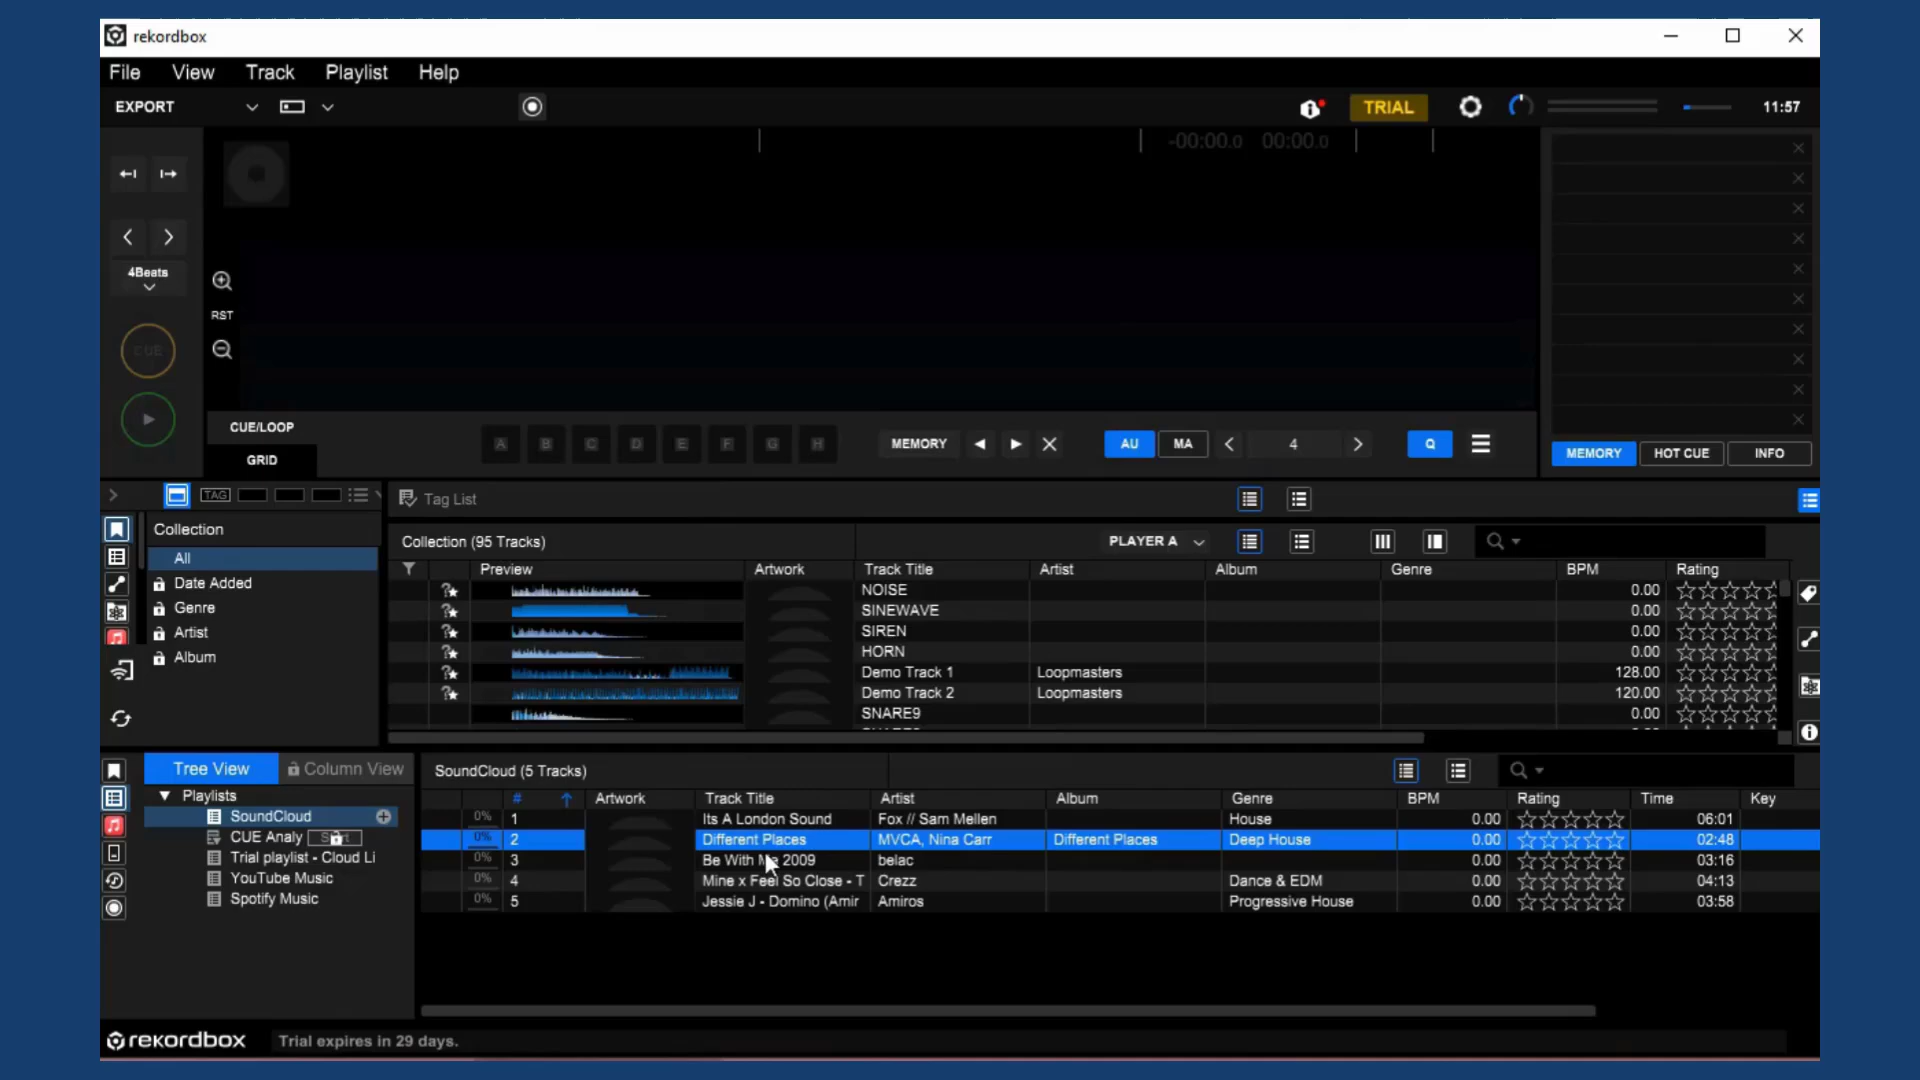 rekordbox
File View Track Playlist Help
EXPORT TRIAL 11:57
-00:00.0 00:00.0
4Beats
RST
CUE
CUE/LOOP A B C D E F G H MEMORY AU MA 4 Q MEMORY HOT CUE INFO
GRID
TAG Tag List
Collection
Collection (95 Tracks) PLAYER A
All
Date Added
Genre
Artist
Album
Preview Artwork Track Title Artist Album Genre BPM Rating
NOISE 0.00
SINEWAVE 0.00
SIREN 0.00
HORN 0.00
Demo Track 1 Loopmasters 128.00
Demo Track 2 Loopmasters 120.00
SNARE9 0.00
Tree View Column View SoundCloud (5 Tracks)
Playlists
SoundCloud
CUE Analy
Trial playlist - Cloud Li
YouTube Music
Spotify Music
# Artwork Track Title Artist Album Genre BPM Rating Time Key
0% 1 Its A London Sound Fox // Sam Mellen House 0.00 06:01
0% 2 Different Places MVCA, Nina Carr Different Places Deep House 0.00 02:48
0% 3 Be With Me 2009 belac 0.00 03:16
0% 4 Mine x Feel So Close - T Crezz Dance & EDM 0.00 04:13
0% 5 Jessie J - Domino (Amir Amiros Progressive House 0.00 03:58
rekordbox Trial expires in 29 days.